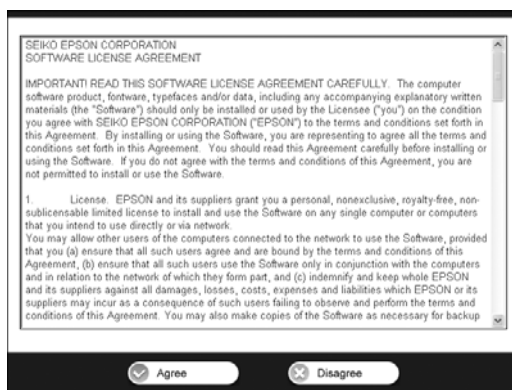 SEIKO EPSON CORPORATION
SOFTWARE LICENSE AGREEMENT
IMPORTANT! READ THIS SOFTWARE LICENSE AGREEMENT CAREFULLY. The computer
software product, fontware, typefaces and/or data, including any accompanying explanatory written
materials (the "Software") should only be installed or used by the Licensee ("you") on the condition
you agree with SEIKO EPSON CORPORATION ("EPSON") to the terms and conditions set forth in
this Agreement. By installing or using the Software, you are representing to agree all the terms and
conditions set forth in this Agreement. You should read this Agreement carefully before installing or
using the Software. If you do not agree with the terms and conditions of this Agreement, you are
not permitted to install or use the Software.
1. License. EPSON and its suppliers grant you a personal, nonexclusive, royalty-free, non-
sublicensable limited license to install and use the Software on any single computer or computers
that you intend to use directly or via network.
You may allow other users of the computers connected to the network to use the Software, provided
that you (a) ensure that all such users agree and are bound by the terms and conditions of this
Agreement, (b) ensure that all such users use the Software only in conjunction with the computers
and in relation to the network of which they form part, and (c) indemnify and keep whole EPSON
and its suppliers against all damages, losses, costs, expenses and liabilities which EPSON or its
suppliers may incur as a consequence of such users failing to observe and perform the terms and
conditions of this Agreement. You may also make copies of the Software as necessary for backup
Agree
Disagree